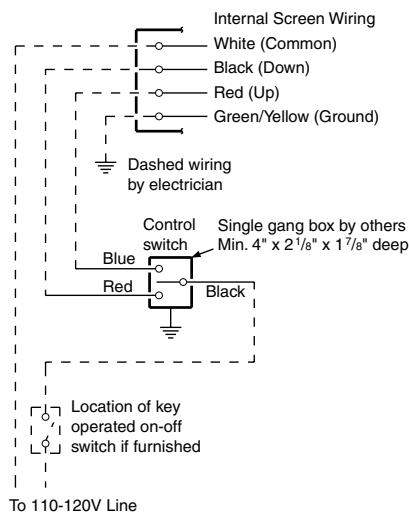 Internal Screen Wiring
White (Common)
Black (Down)
Red (Up)
Green/Yellow (Ground)
Dashed wiring
by electrician
Control
switch
Single gang box by others
Min. 4" x 2 1/8" x 1 7/8" deep
Blue
Red
Black
Location of key
operated on-off
switch if furnished
To 110-120V Line